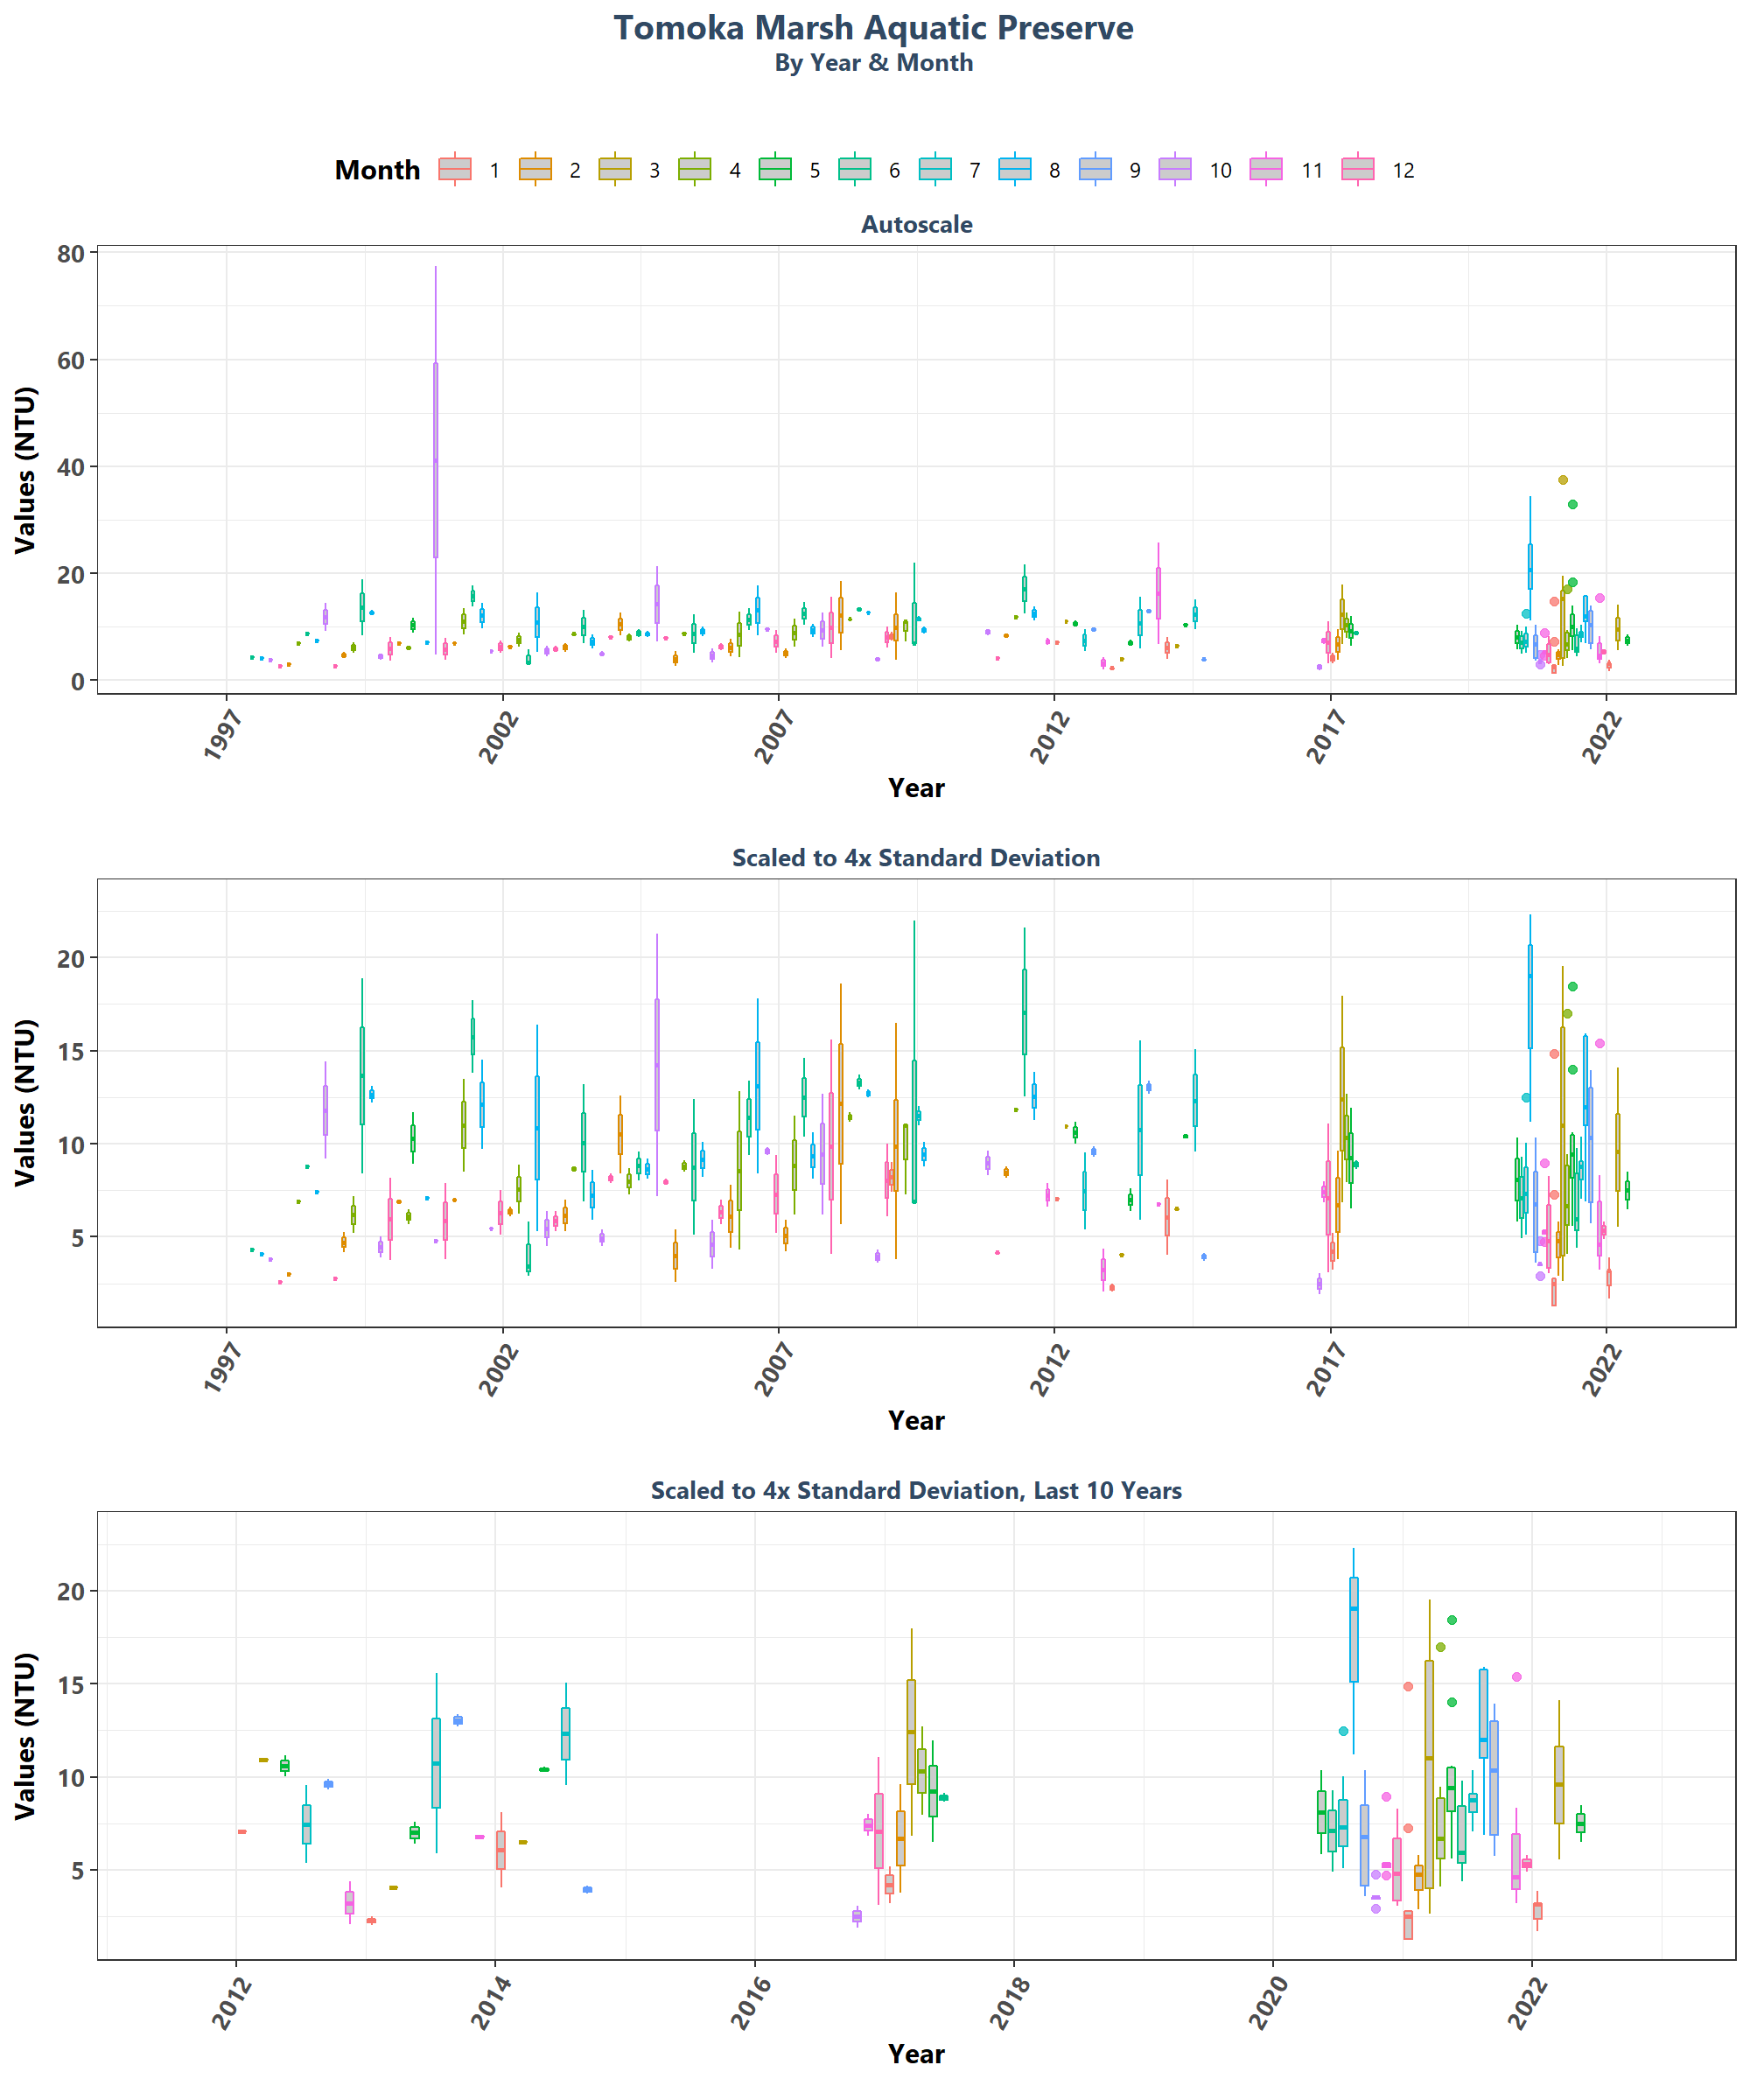 Tomoka Marsh Aquatic Preserve
By Year & Month
Month 1 2 3 4 5 6 7 8 9 10 11 12
Autoscale
80
60
40
20
0
Values (NTU)
1997 2002 2007 2012 2017 2022
Year
Scaled to 4x Standard Deviation
20
15
10
5
Values (NTU)
1997 2002 2007 2012 2017 2022
Year
Scaled to 4x Standard Deviation, Last 10 Years
20
15
10
5
Values (NTU)
2012 2014 2016 2018 2020 2022
Year